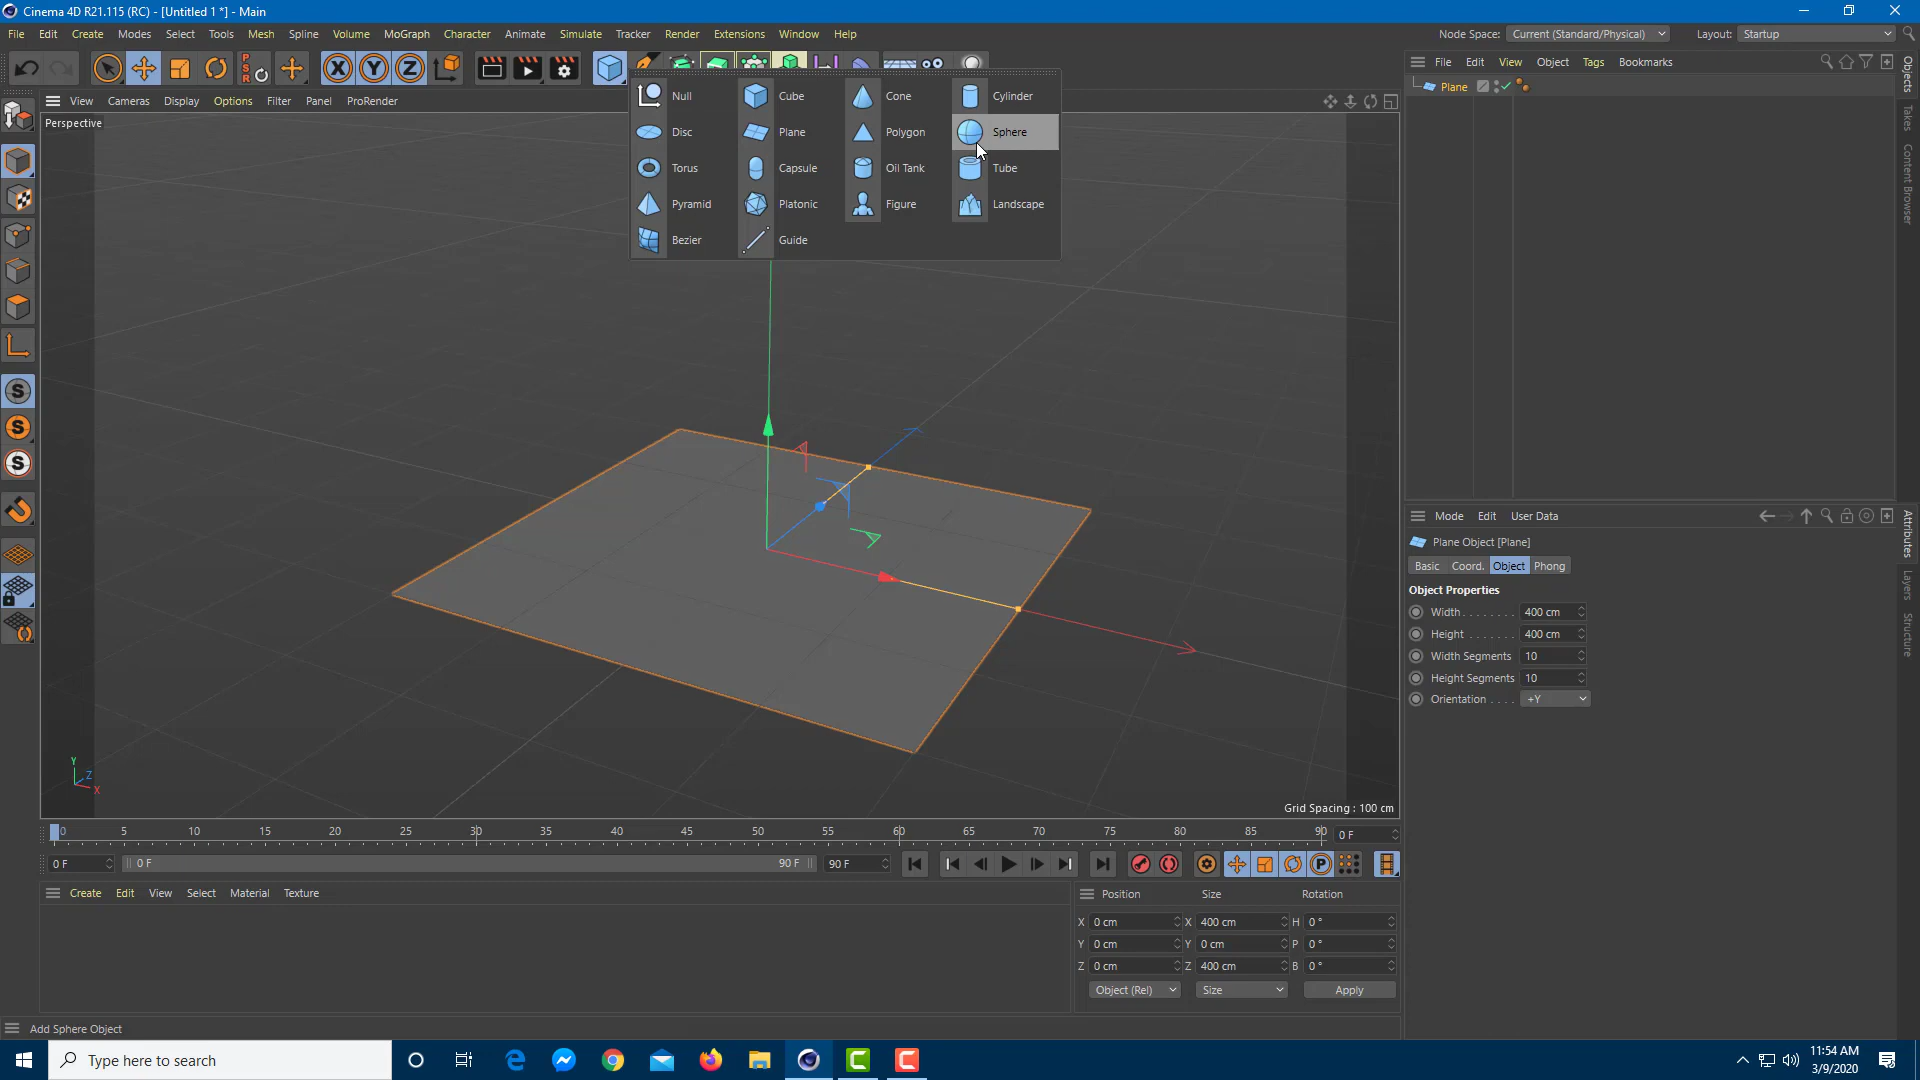 Cinema 4D R21.115 (RC) - [Untitled 1 *] - Main
File Edit Create Modes Select Tools Mesh Spline Volume MoGraph Character Animate Simulate Tracker Render Extensions Window Help Node Space: Current (Standard/Physical) Layout: Startup
X Y Z
File Edit View Object Tags Bookmarks
Plane
View Cameras Display Options Filter Panel ProRender
Perspective
Null Cube Cone Cylinder
Disc Plane Polygon Sphere
Torus Capsule Oil Tank Tube
Pyramid Platonic Figure Landscape
Bezier Guide
Objects
Takes
Content Browser
Mode Edit User Data
Plane Object [Plane]
Basic Coord. Object Phong
Object Properties
Width . . . . . . . . 400 cm
Height . . . . . . . 400 cm
Width Segments 10
Height Segments 10
Orientation . . . . +Y
Attributes
Layers
Structure
Y
Z
X
Grid Spacing : 100 cm
0 5 10 15 20 25 30 35 40 45 50 55 60 65 70 75 80 85 90 0 F
0 F 0 F 90 F 90 F
Create Edit View Select Material Texture
Position Size Rotation
X 0 cm X 400 cm H 0 °
Y 0 cm Y 0 cm P 0 °
Z 0 cm Z 400 cm B 0 °
Object (Rel) Size Apply
Add Sphere Object
Type here to search
11:54 AM
3/9/2020